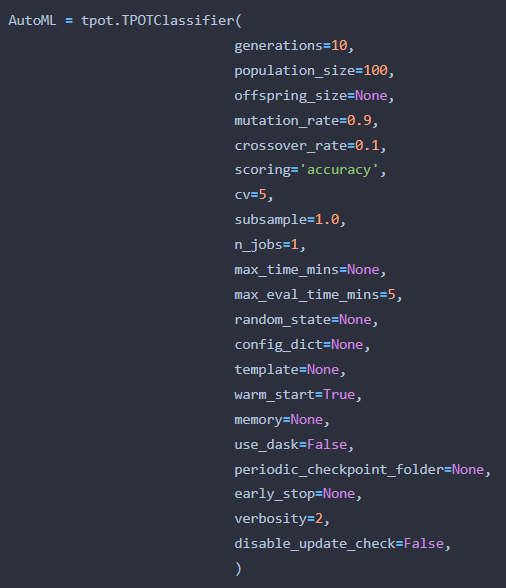 AutoML = tpot.TPOTClassifier(
generations=10,
population_size=100,
offspring_size=None,
mutation_rate=0.9,
crossover_rate=0.1,
scoring='accuracy',
cv=5,
subsample=1.0,
n_jobs=1,
max_time_mins=None,
max_eval_time_mins=5,
random_state=None,
config_dict=None,
template=None,
warm_start=True,
memory=None,
use_dask=False,
periodic_checkpoint_folder=None,
early_stop=None,
verbosity=2,
disable_update_check=False,
)